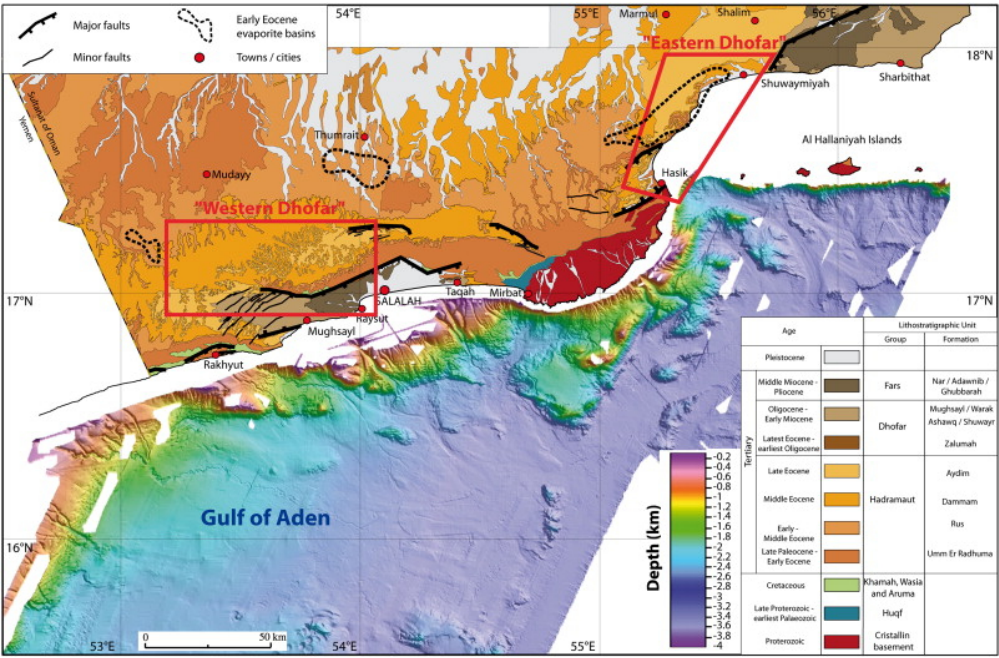 Major faults
Minor faults
Early Eocene
evaporite basins
Towns / cities
54°E
55°E
56°E
Marmul
Shalim
"Eastern Dhofar"
18°N
Shuwaymiyah
Sharbithat
Sultanat of Oman
Yemen
Thumrait
Al Hallaniyah Islands
Mudayy
Hasik
"Western Dhofar"
17°N
SALALAH
Taqah
Mirbat
17°N
Raysut
Mughsayl
Rakhyut
Gulf of Aden
16°N
0
50 km
53°E
54°E
55°E
Depth (km)
-0.2
-0.4
-0.6
-0.8
-1
-1.2
-1.4
-1.6
-1.8
-2
-2.2
-2.4
-2.6
-2.8
-3
-3.2
-3.4
-3.6
-3.8
-4
Age
Lithostratigraphic Unit
Group
Formation
Pleistocene
Tertiary
Middle Miocene -
Pliocene
Fars
Nar / Adawnib /
Ghubbarah
Oligocene -
Early Miocene
Dhofar
Mughsayl / Warak
Ashawq / Shuwayr
Latest Eocene -
earliest Oligocene
Zalumah
Late Eocene
Aydim
Middle Eocene
Hadramaut
Dammam
Early -
Middle Eocene
Rus
Late Paleocene -
Early Eocene
Umm Er Radhuma
Cretaceous
Khamah, Wasia
and Aruma
Late Proterozoic -
earliest Palaeozoic
Huqf
Proterozoic
Cristallin
basement